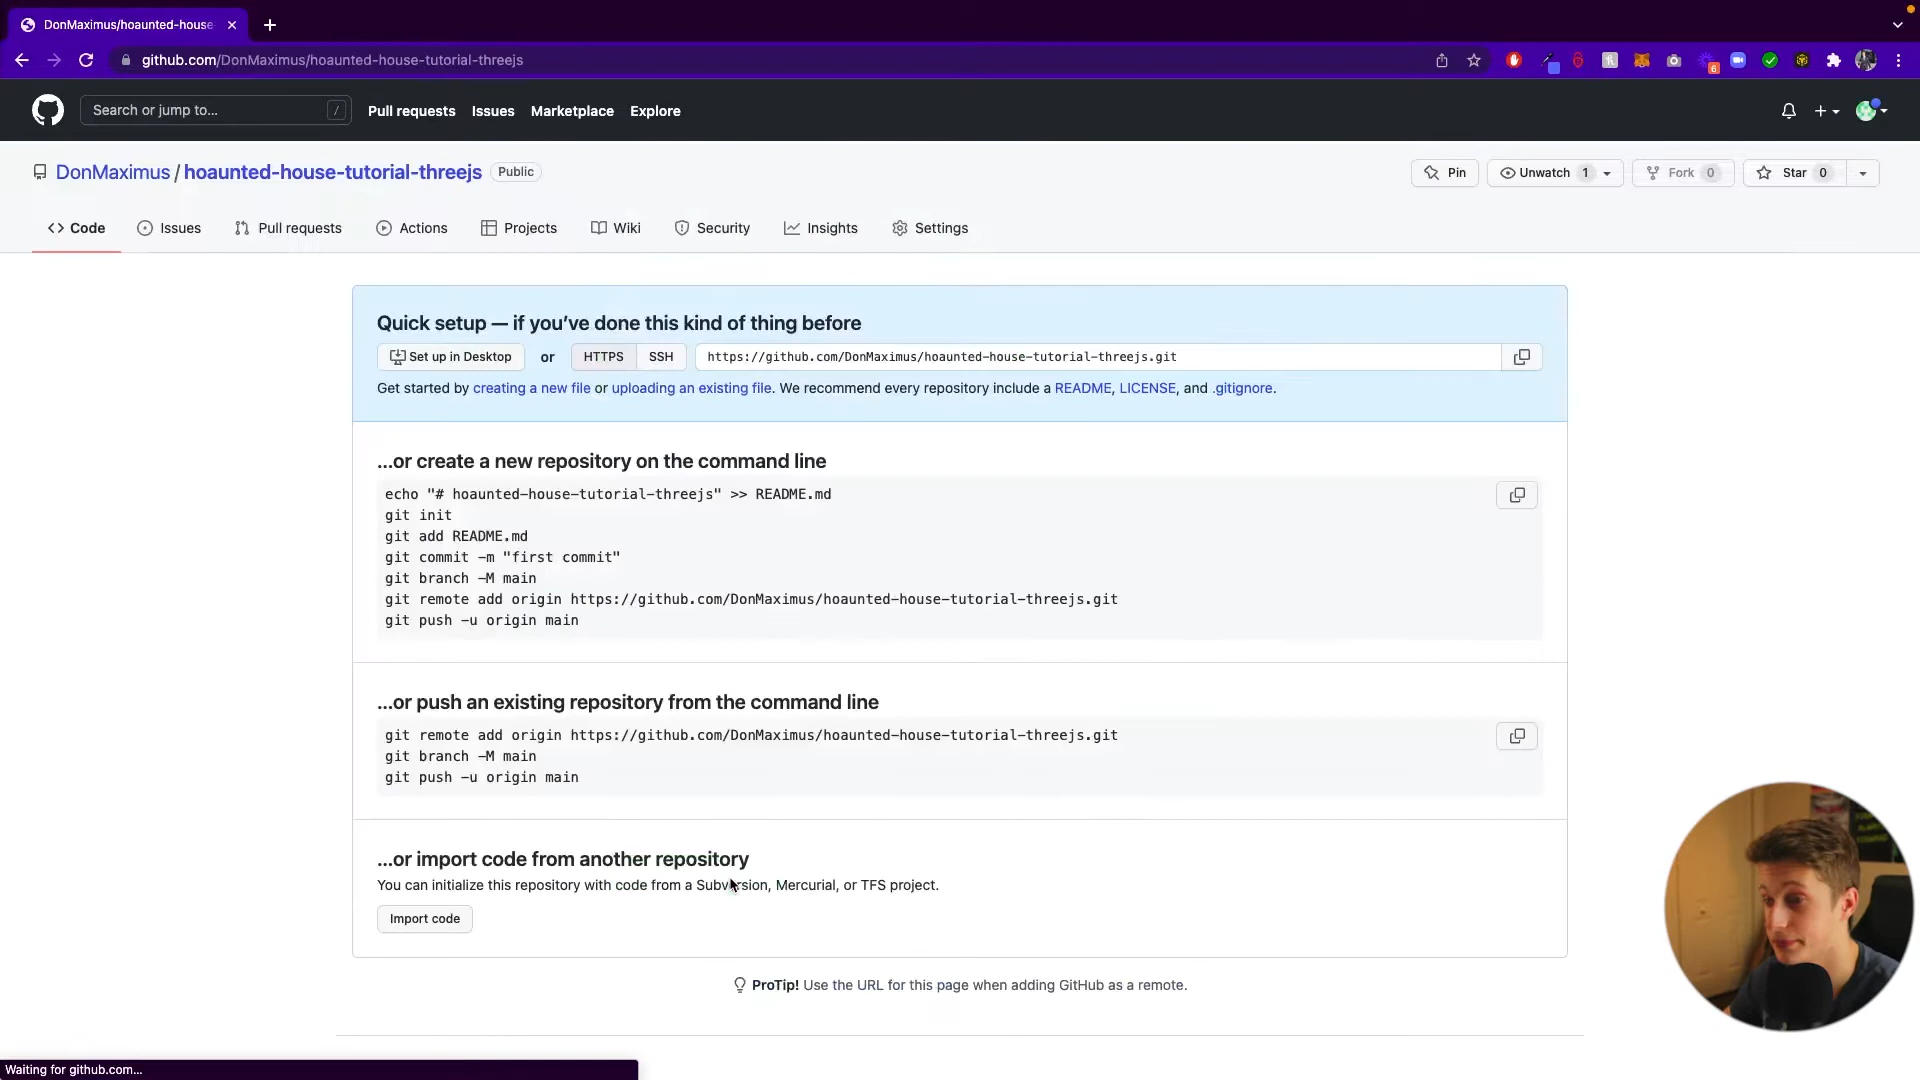 DonMaximus/hoaunted-house-
github.com/DonMaximus/hoaunted-house-tutorial-threejs
6
Search or jump to...
/
Pull requests
Issues
Marketplace
Explore
DonMaximus / hoaunted-house-tutorial-threejs
Public
Pin
Unwatch 1
Fork 0
Star 0
Code
Issues
Pull requests
Actions
Projects
Wiki
Security
Insights
Settings
Quick setup — if you’ve done this kind of thing before
Set up in Desktop or HTTPS SSH https://github.com/DonMaximus/hoaunted-house-tutorial-threejs.git
Get started by creating a new file or uploading an existing file. We recommend every repository include a README, LICENSE, and .gitignore.
...or create a new repository on the command line
echo "# hoaunted-house-tutorial-threejs" >> README.md
git init
git add README.md
git commit -m "first commit"
git branch -M main
git remote add origin https://github.com/DonMaximus/hoaunted-house-tutorial-threejs.git
git push -u origin main
...or push an existing repository from the command line
git remote add origin https://github.com/DonMaximus/hoaunted-house-tutorial-threejs.git
git branch -M main
git push -u origin main
...or import code from another repository
You can initialize this repository with code from a Subversion, Mercurial, or TFS project.
Import code
ProTip! Use the URL for this page when adding GitHub as a remote.
Waiting for github.com...